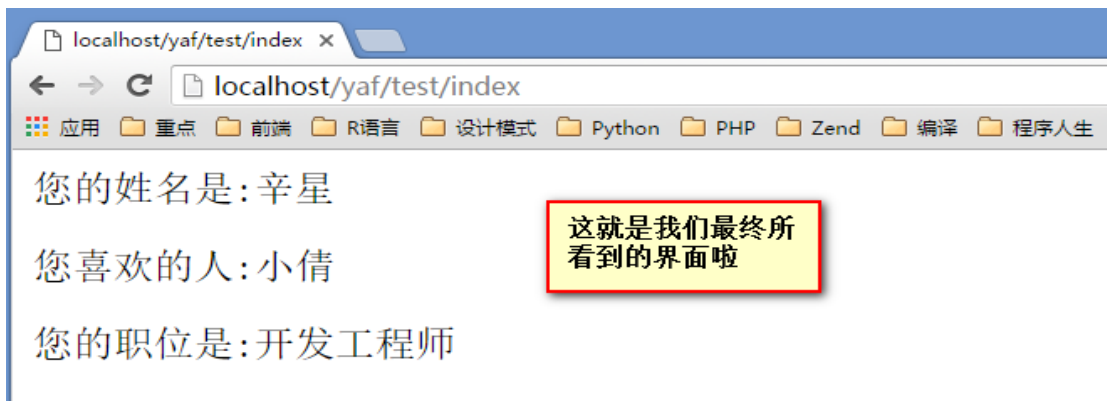 localhost/yaf/test/index
localhost/yaf/test/index
应用 重点 前端 R语言 设计模式 Python PHP Zend 编译 程序人生
您的姓名是:辛星
这就是我们最终所
看到的界面啦
您喜欢的人:小倩
您的职位是:开发工程师